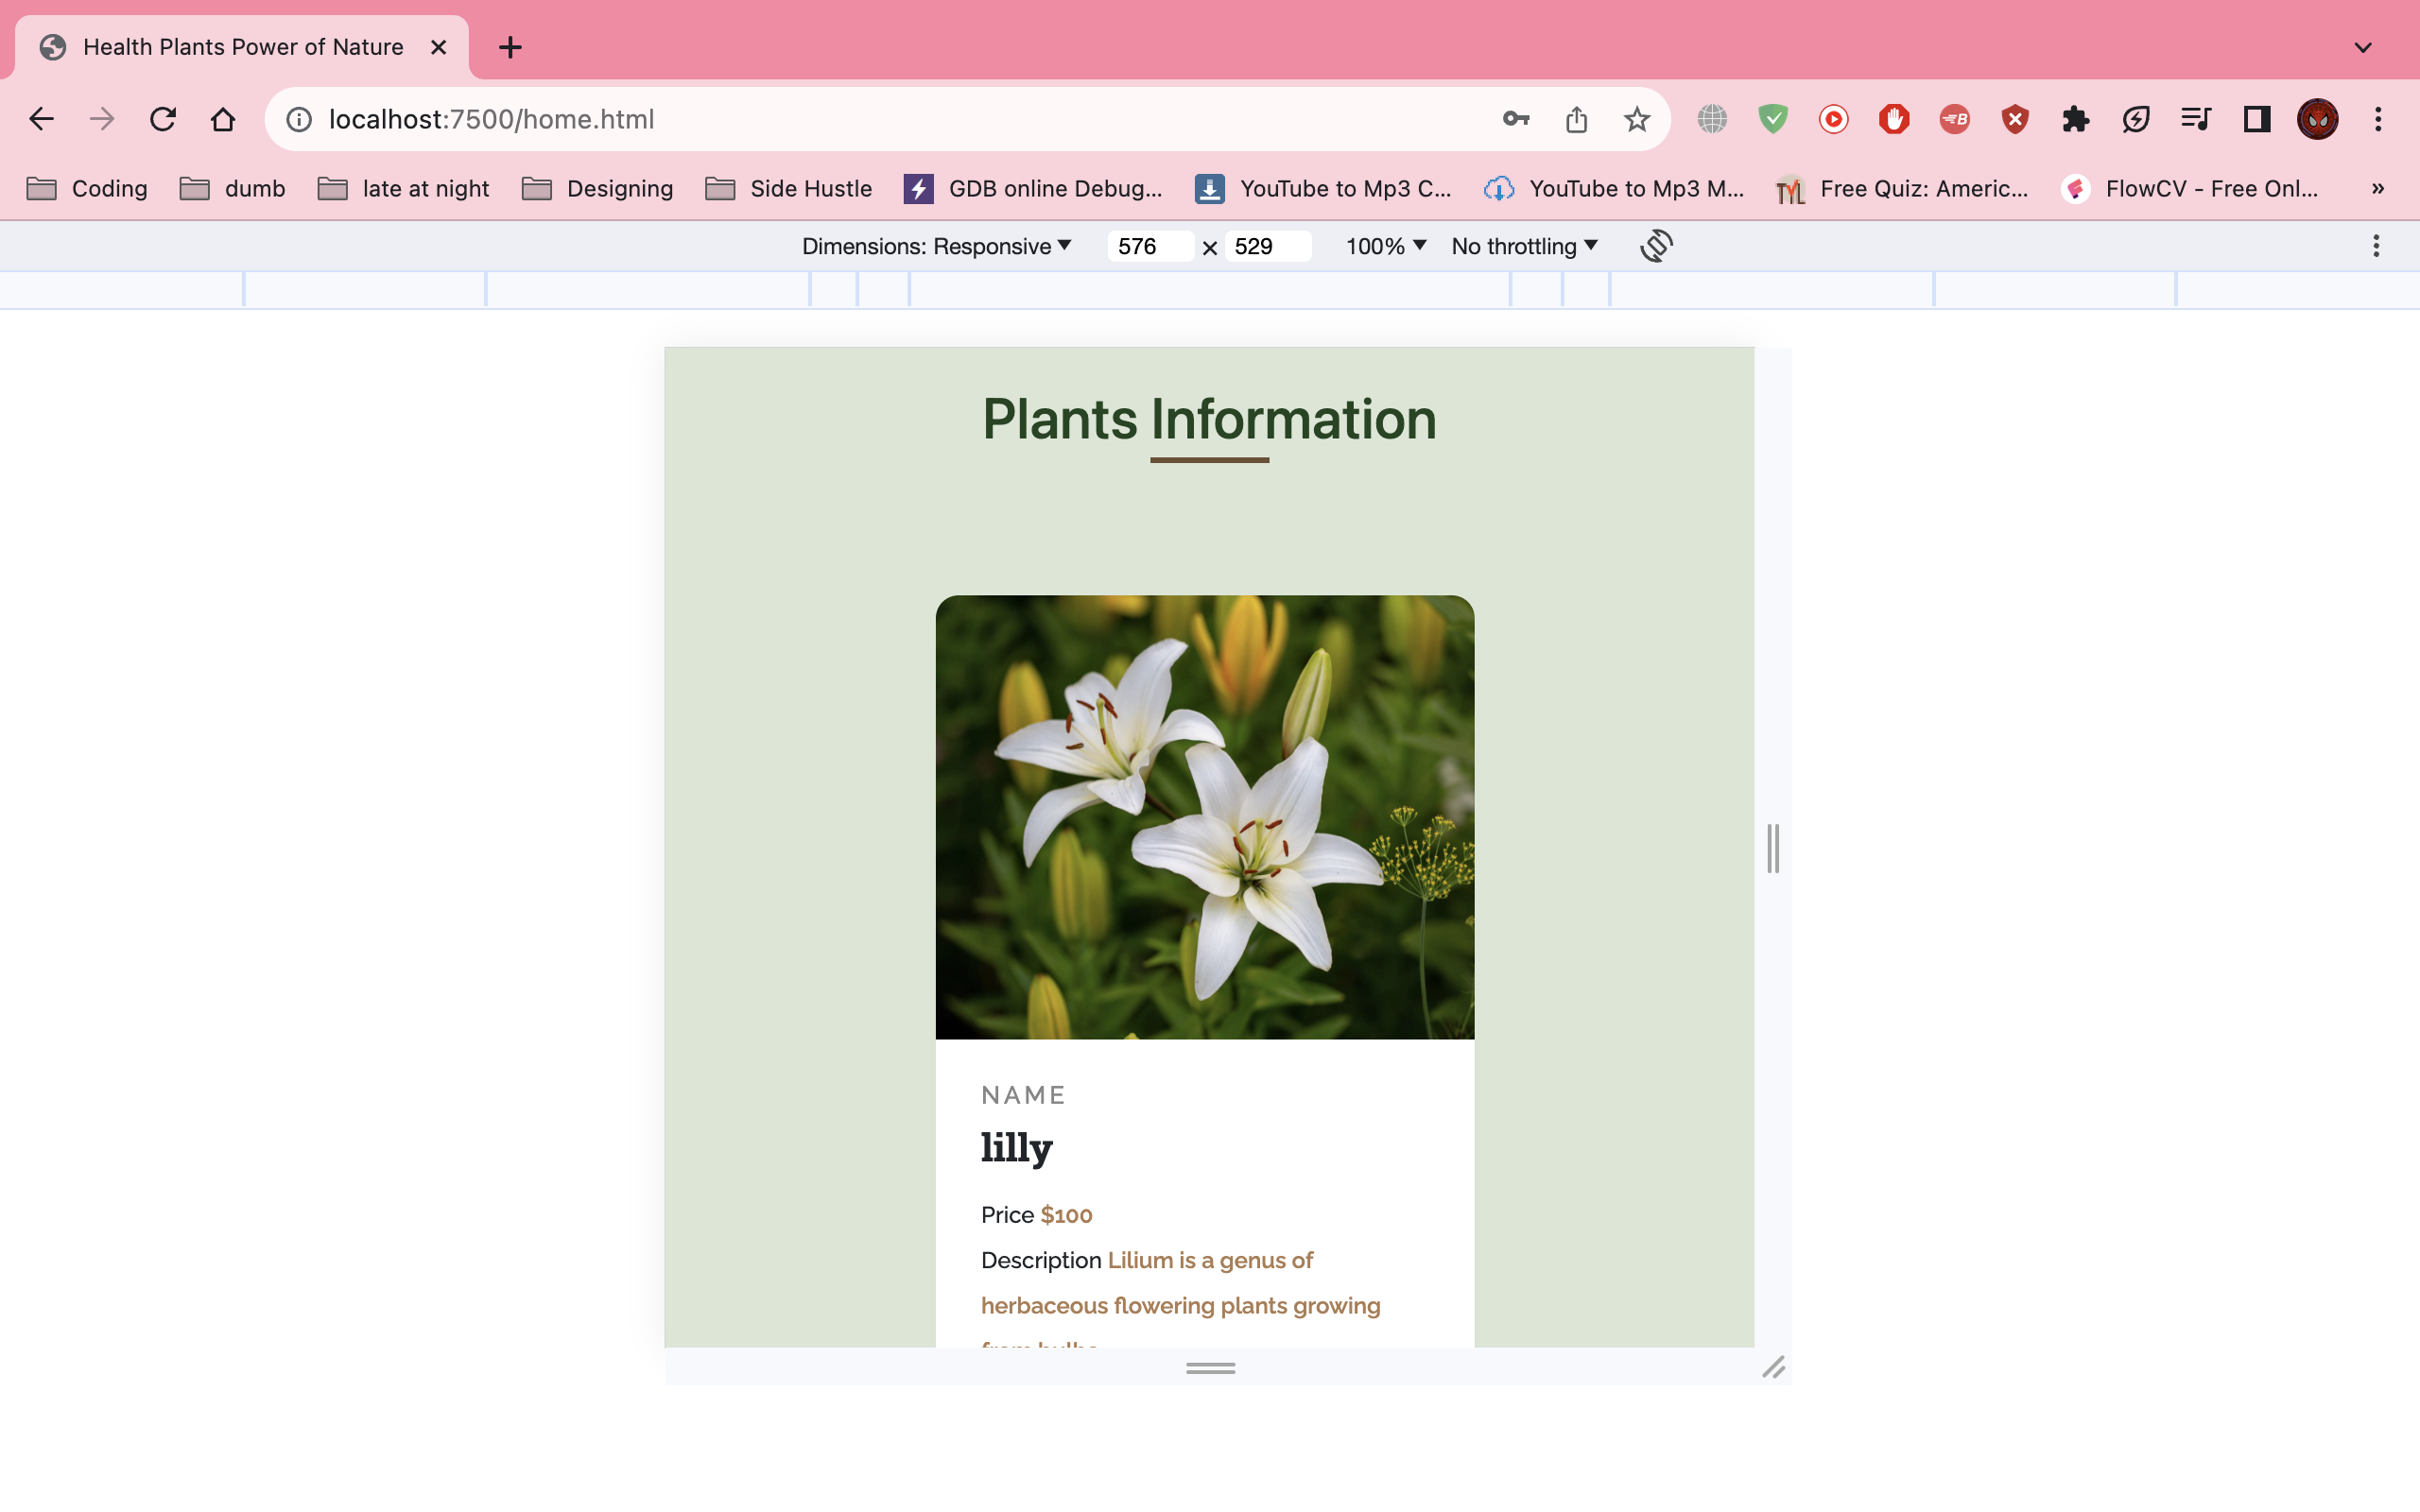 Health Plants Power of Nature
localhost:7500/home.html
Coding dumb late at night Designing Side Hustle GDB online Debug... YouTube to Mp3 C... YouTube to Mp3 M... Free Quiz: Americ... FlowCV - Free Onl... »
Dimensions: Responsive 576 × 529 100% No throttling
Plants Information
NAME
lilly
Price $100
Description Lilium is a genus of
herbaceous flowering plants growing
from bulbs